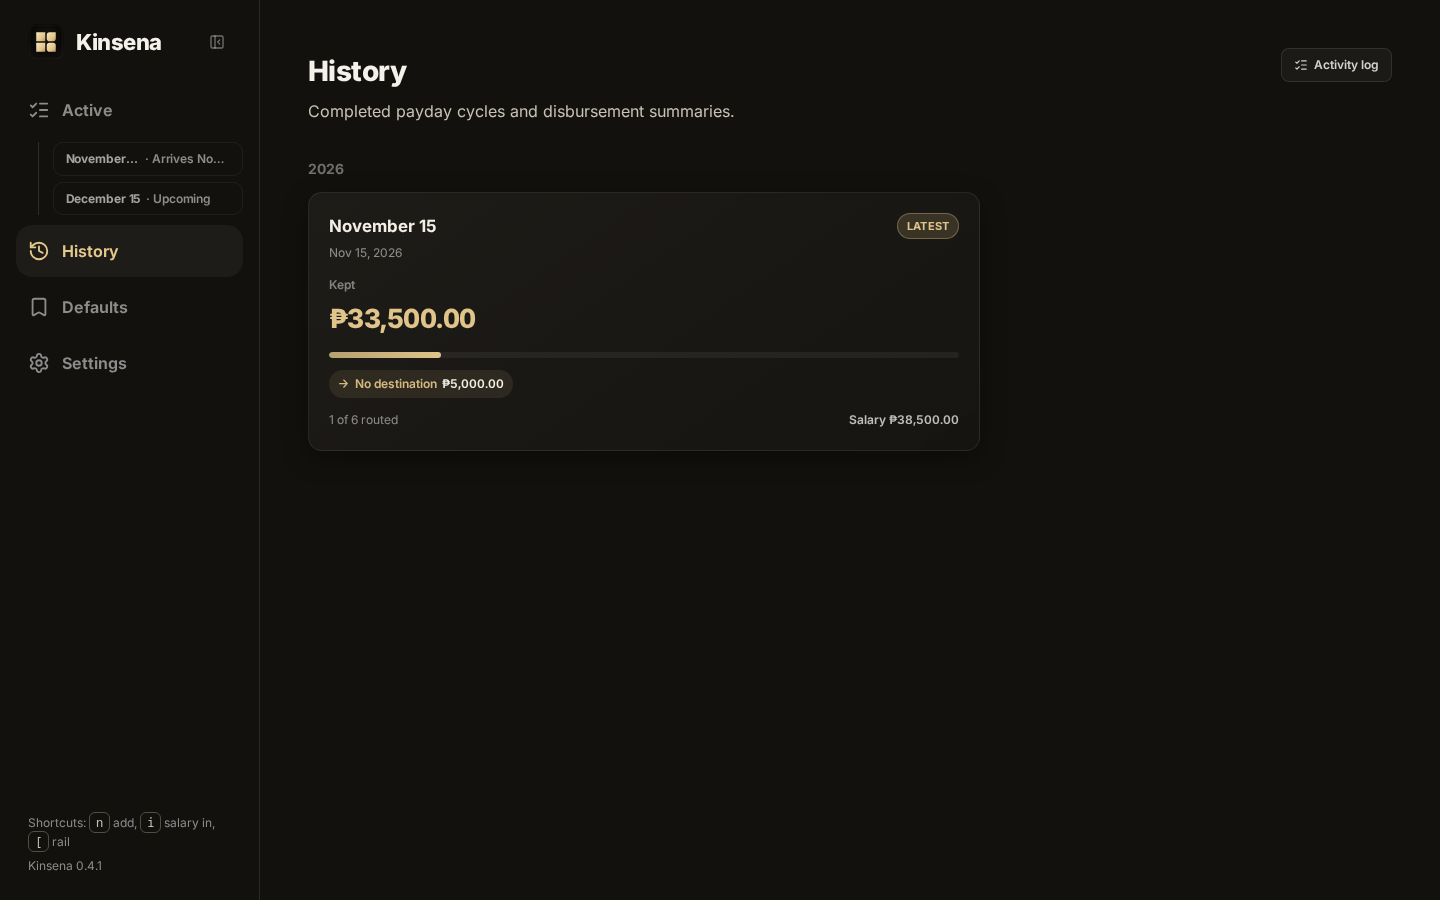 Kinsena
Active
November... · Arrives No...
December 15 · Upcoming
History
Defaults
Settings
Shortcuts: n add, i salary in,
[ rail
Kinsena 0.4.1
History
Activity log
Completed payday cycles and disbursement summaries.
2026
November 15
LATEST
Nov 15, 2026
Kept
₱33,500.00
→ No destination ₱5,000.00
1 of 6 routed
Salary ₱38,500.00